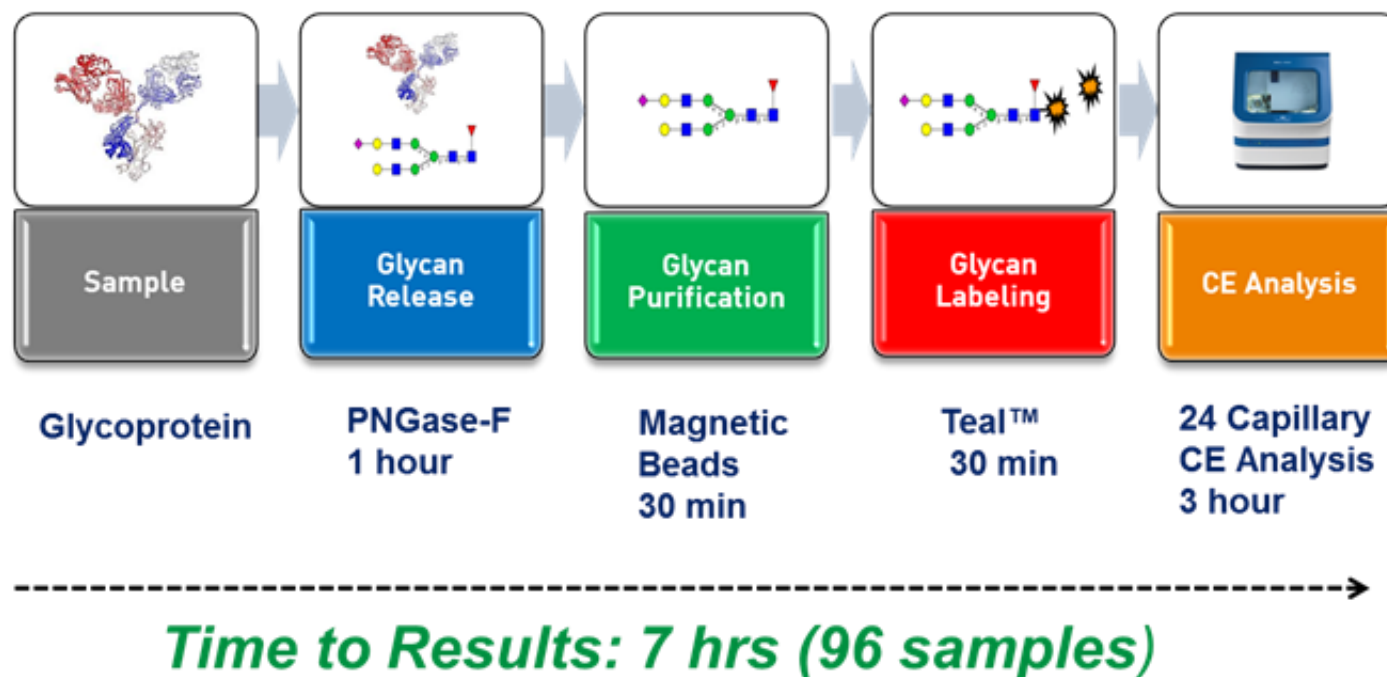 Sample
Glycan
Release
Glycan
Purification
Glycan
Labeling
CE Analysis
Glycoprotein
PNGase-F
1 hour
Magnetic
Beads
30 min
Teal™
30 min
24 Capillary
CE Analysis
3 hour
Time to Results: 7 hrs (96 samples)